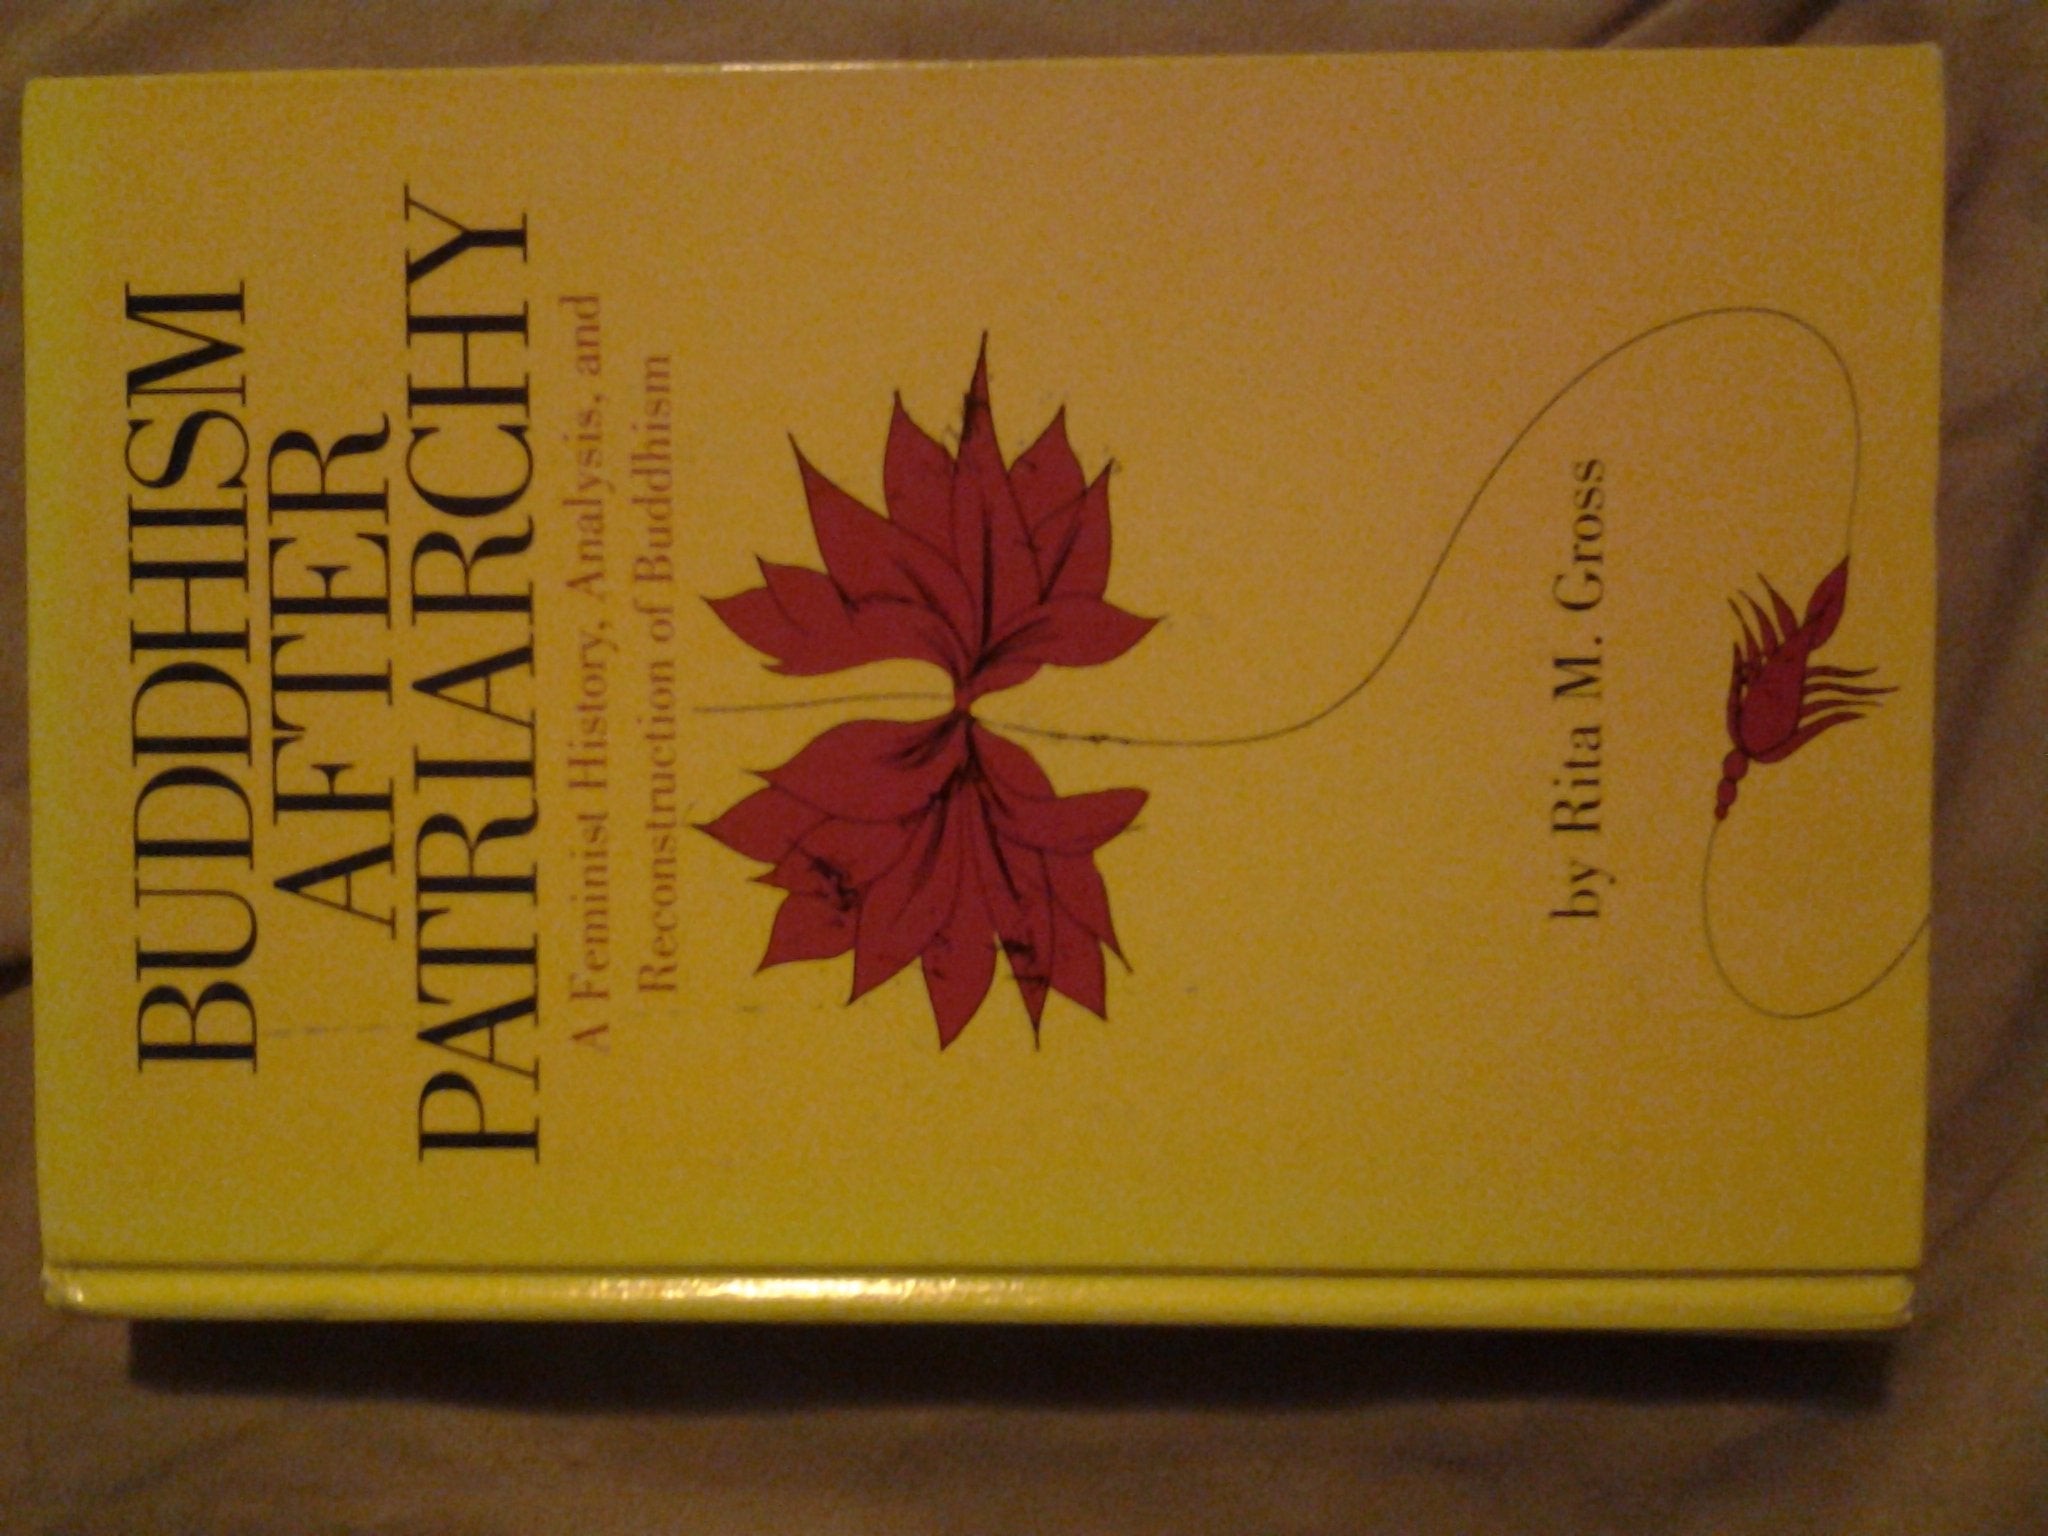 BUDDHISM
AFTER
PATRIARCHY
A Feminist History, Analysis, and
Reconstruction of Buddhism
by Rita M. Gross